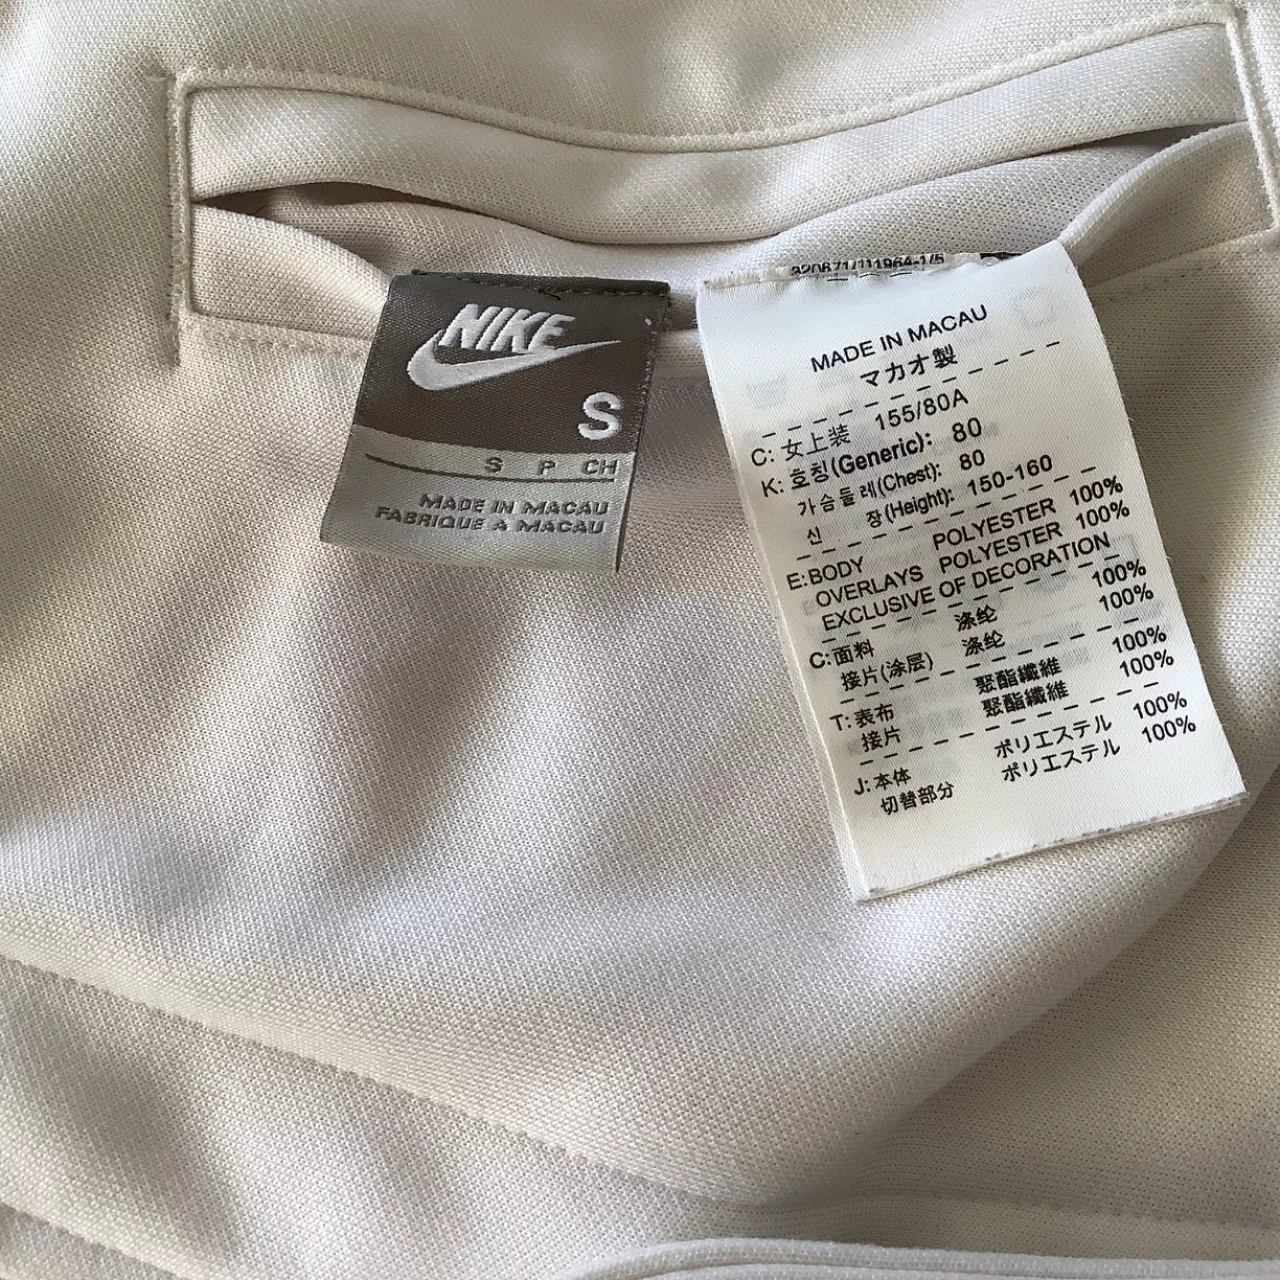 NIKE
S
S P CH
MADE IN MACAU
FABRIQUE A MACAU
MADE IN MACAU
マカオ製
C: 女上装 155/80A
K: 호칭(Generic): 80
가슴둘레(Chest): 80
신 장(Height): 150-160
E: BODY POLYESTER 100%
OVERLAYS POLYESTER 100%
EXCLUSIVE OF DECORATION
C: 面料 涤纶 100%
接片(涂层) 涤纶 100%
T: 表布 聚酯纖維 100%
接片 聚酯纖維 100%
J: 本体 ポリエステル 100%
切替部分 ポリエステル 100%